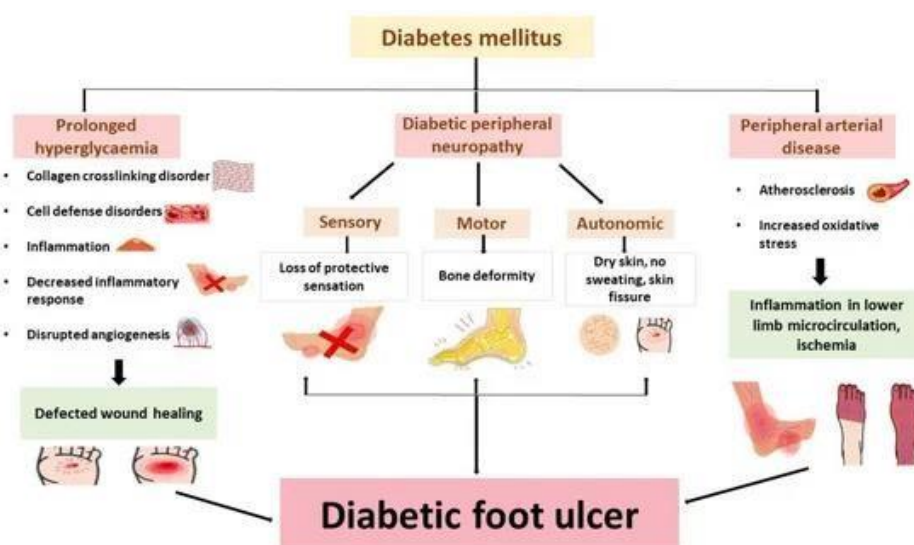 Diabetes mellitus
Prolonged
hyperglycaemia
• Collagen crosslinking disorder
• Cell defense disorders
• Inflammation
• Decreased inflammatory
response
• Disrupted angiogenesis
Defected wound healing
Diabetic peripheral
neuropathy
Sensory
Loss of protective
sensation
Motor
Bone deformity
Autonomic
Dry skin, no
sweating, skin
fissure
Peripheral arterial
disease
• Atherosclerosis
• Increased oxidative
stress
Inflammation in lower
limb microcirculation,
ischemia
Diabetic foot ulcer